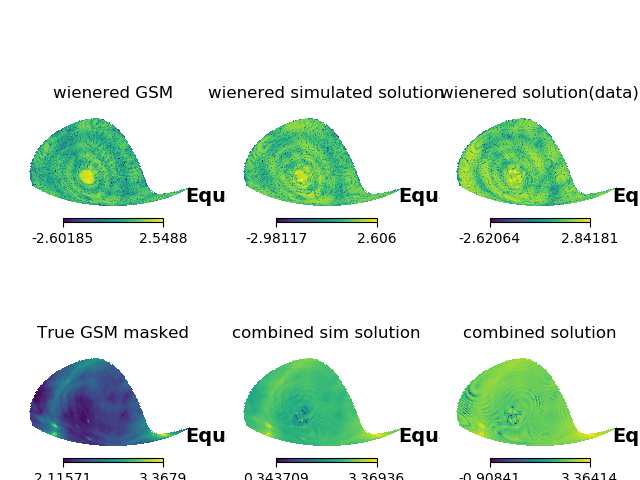 wienered GSM
wienered simulated solution
wienered solution(data)
Equ
Equ
Eq
-2.60185 2.5488
-2.98117 2.606
-2.62064 2.84181
True GSM masked
combined sim solution
combined solution
Equ
Equ
Eq
2.11571 3.3679
0.343709 3.36936
-0.90841 3.36414